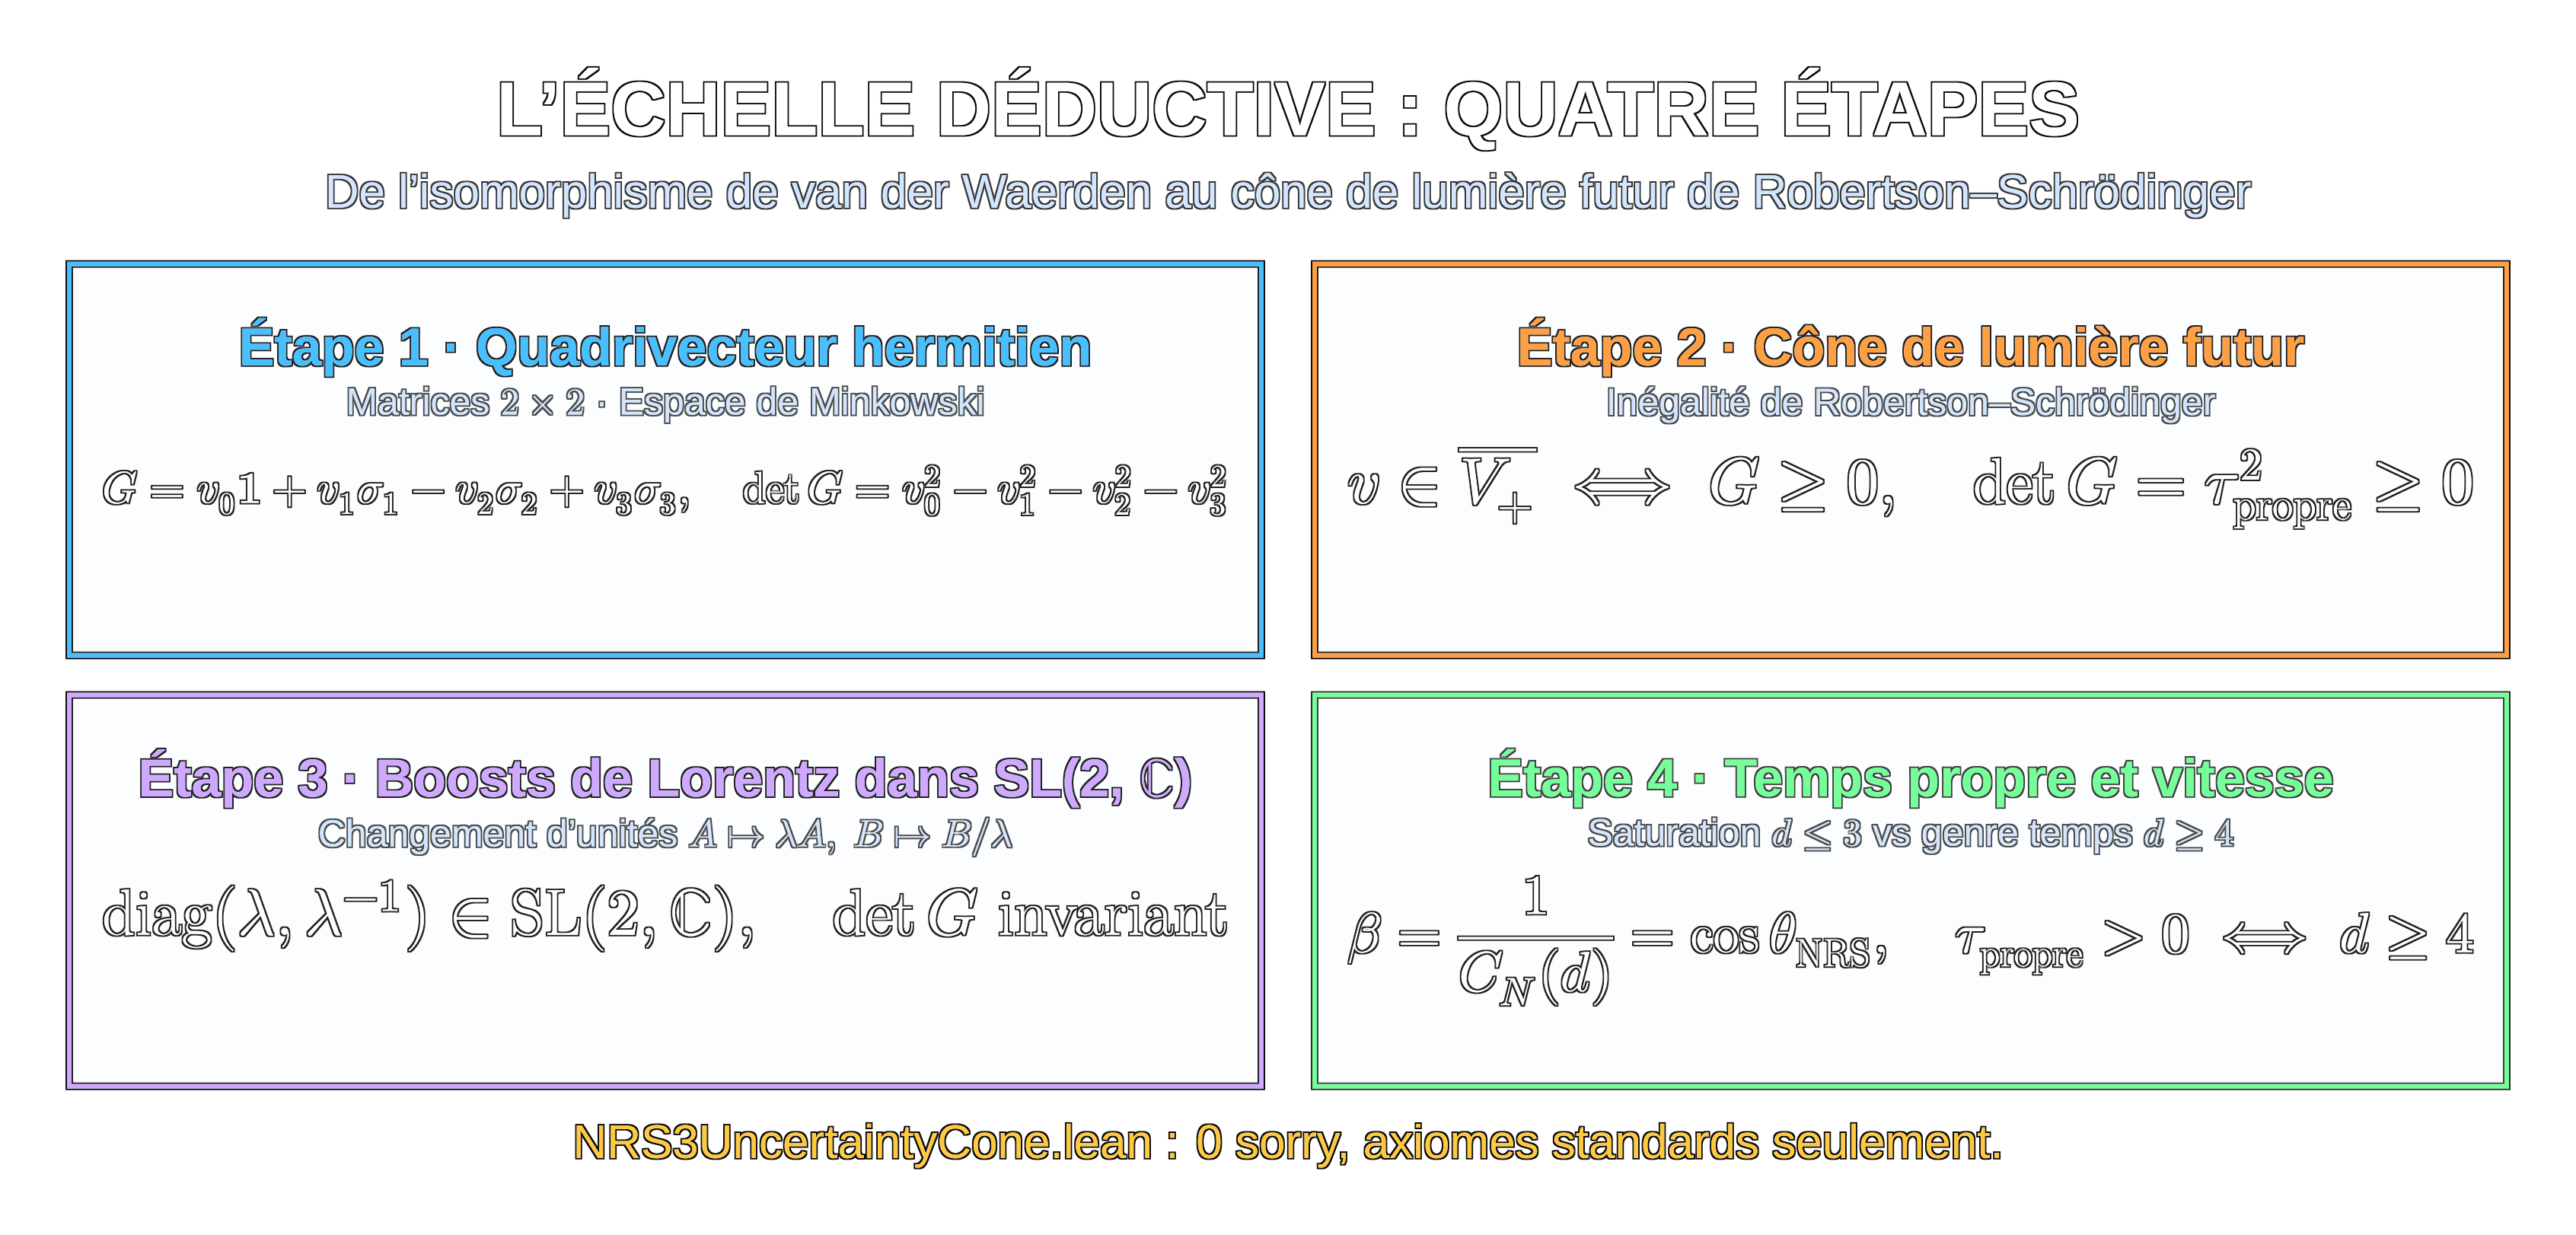 L’ÉCHELLE DÉDUCTIVE : QUATRE ÉTAPES
De l’isomorphisme de van der Waerden au cône de lumière futur de Robertson–Schrödinger
Étape 1 · Quadrivecteur hermitien
Matrices 2 × 2 · Espace de Minkowski
G = v₀1 + v₁σ₁ − v₂σ₂ + v₃σ₃, det G = v₀² − v₁² − v₂² − v₃²
Étape 2 · Cône de lumière futur
Inégalité de Robertson–Schrödinger
v ∈ V̅₊ ⟺ G ≥ 0, det G = τ²_propre ≥ 0
Étape 3 · Boosts de Lorentz dans SL(2, ℂ)
Changement d’unités A ↦ λA, B ↦ B/λ
diag(λ, λ⁻¹) ∈ SL(2, ℂ), det G invariant
Étape 4 · Temps propre et vitesse
Saturation d ≤ 3 vs genre temps d ≥ 4
β = 1/C_N(d) = cos θ_NRS, τ_propre > 0 ⟺ d ≥ 4
NRS3UncertaintyCone.lean : 0 sorry, axiomes standards seulement.